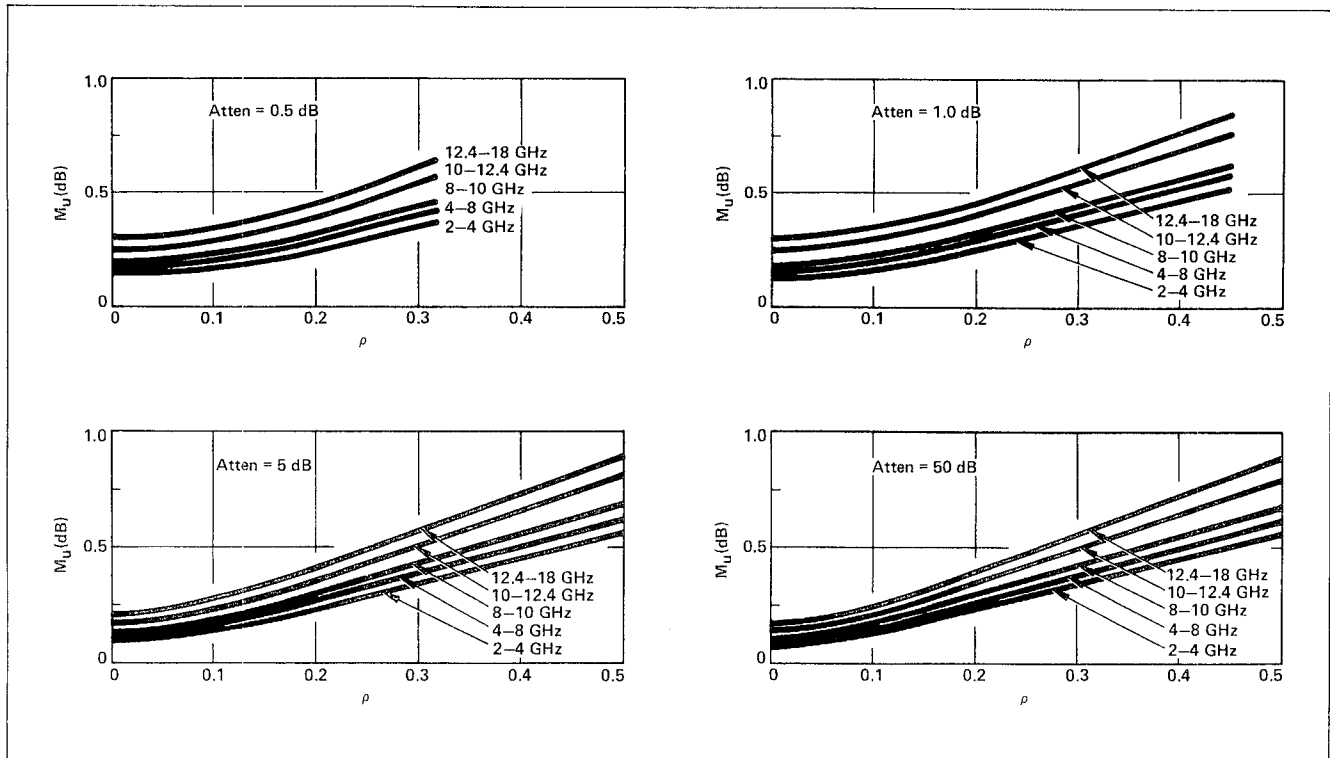 1.0
Atten = 0.5 dB
12.4–18 GHz
10–12.4 GHz
8–10 GHz
4–8 GHz
2–4 GHz
0.5
Mu(dB)
0
0 0.1 0.2 0.3 0.4 0.5
ρ
1.0
Atten = 1.0 dB
0.5
Mu(dB)
12.4–18 GHz
10–12.4 GHz
8–10 GHz
4–8 GHz
2–4 GHz
0
0 0.1 0.2 0.3 0.4 0.5
ρ
1.0
Atten = 5 dB
0.5
Mu(dB)
12.4–18 GHz
10–12.4 GHz
8–10 GHz
4–8 GHz
2–4 GHz
0
0 0.1 0.2 0.3 0.4 0.5
ρ
1.0
Atten = 50 dB
0.5
Mu(dB)
12.4–18 GHz
10–12.4 GHz
8–10 GHz
4–8 GHz
2–4 GHz
0
0 0.1 0.2 0.3 0.4 0.5
ρ